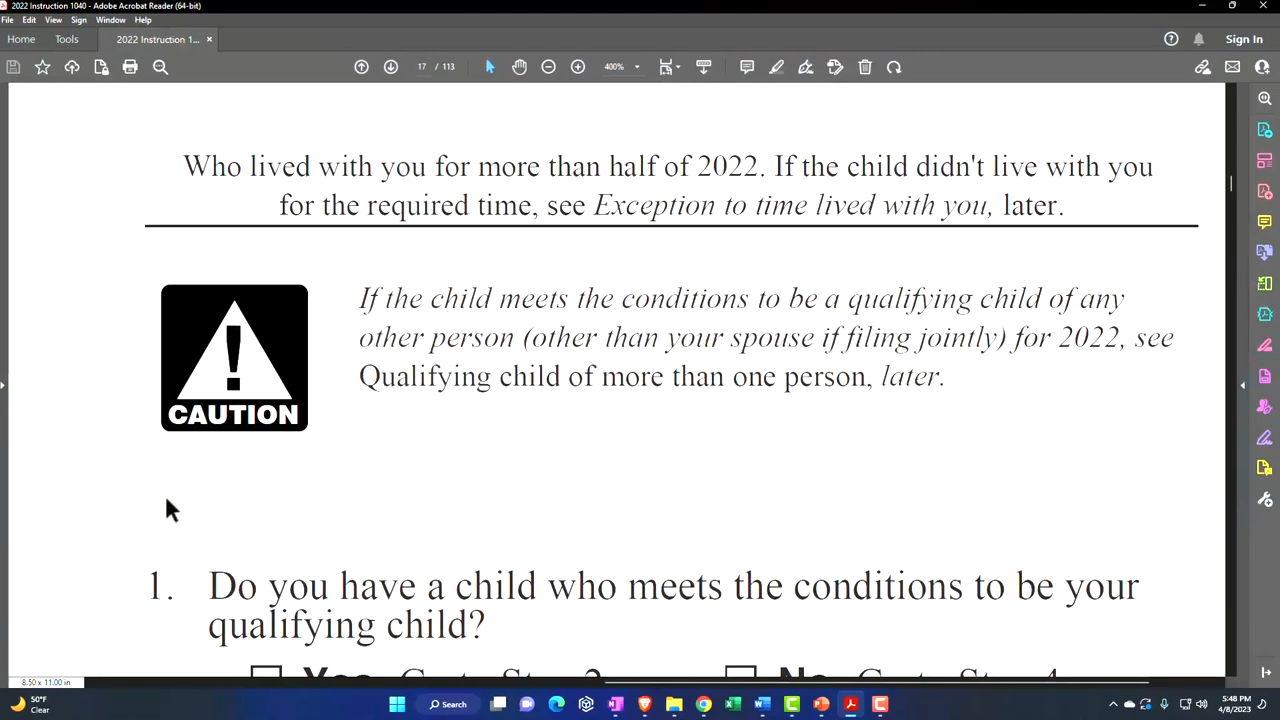 2022 Instruction 1040 - Adobe Acrobat Reader (64-bit)
File Edit View Sign Window Help
Home Tools 2022 Instruction 1... × Sign In
17 / 113 400%
Who lived with you for more than half of 2022. If the child didn't live with you
for the required time, see Exception to time lived with you, later.
If the child meets the conditions to be a qualifying child of any
other person (other than your spouse if filing jointly) for 2022, see
Qualifying child of more than one person, later.
CAUTION
1. Do you have a child who meets the conditions to be your
qualifying child?
8.50 x 11.00 in
50°F
Clear
Search
5:48 PM
4/8/2023